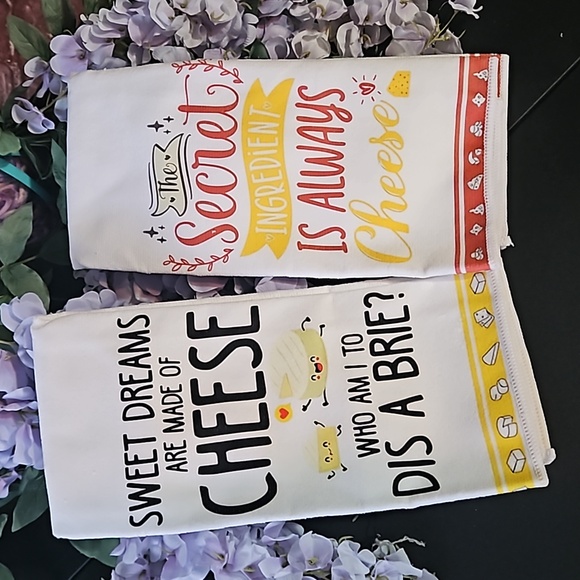 The
Secret
INGREDIENT
IS ALWAYS
Cheese
SWEET DREAMS
ARE MADE OF
CHEESE
WHO AM I TO
DIS A BRIE?